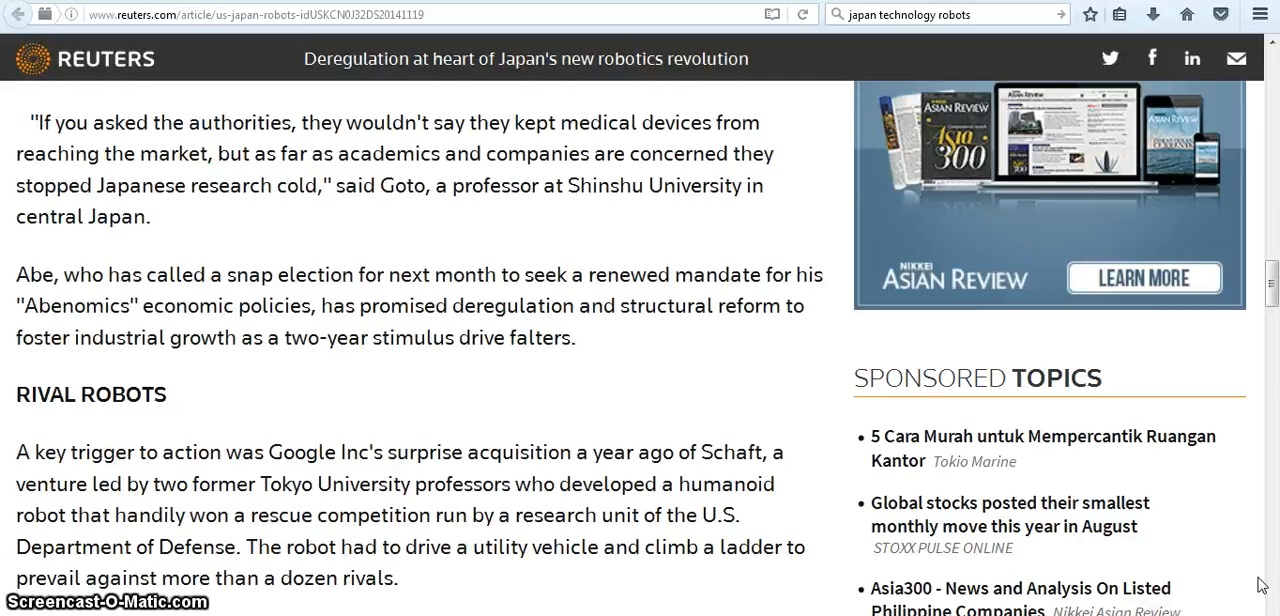 www.reuters.com/article/us-japan-robots-idUSKCN0J32DS20141119
japan technology robots
REUTERS
Deregulation at heart of Japan's new robotics revolution
"If you asked the authorities, they wouldn't say they kept medical devices from
reaching the market, but as far as academics and companies are concerned they
stopped Japanese research cold," said Goto, a professor at Shinshu University in
central Japan.
Abe, who has called a snap election for next month to seek a renewed mandate for his
"Abenomics" economic policies, has promised deregulation and structural reform to
foster industrial growth as a two-year stimulus drive falters.
RIVAL ROBOTS
A key trigger to action was Google Inc's surprise acquisition a year ago of Schaft, a
venture led by two former Tokyo University professors who developed a humanoid
robot that handily won a rescue competition run by a research unit of the U.S.
Department of Defense. The robot had to drive a utility vehicle and climb a ladder to
prevail against more than a dozen rivals.
ASIAN REVIEW
Asia
300
ASIAN REVIEW
NIKKEI
ASIAN REVIEW
LEARN MORE
SPONSORED TOPICS
• 5 Cara Murah untuk Mempercantik Ruangan
Kantor Tokio Marine
• Global stocks posted their smallest
monthly move this year in August
STOXX PULSE ONLINE
• Asia300 - News and Analysis On Listed
Philippine Companies Nikkei Asian Review
Screencast-O-Matic.com